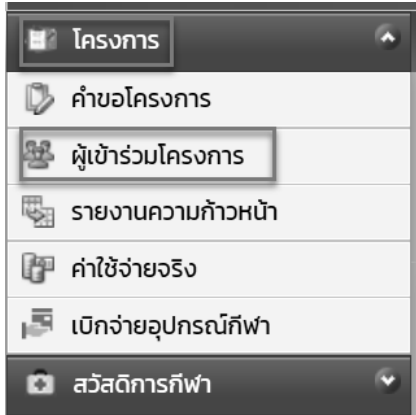 โครงการ
คำขอโครงการ
ผู้เข้าร่วมโครงการ
รายงานความก้าวหน้า
ค่าใช้จ่ายจริง
เบิกจ่ายอุปกรณ์กีฬา
สวัสดิการกีฬา